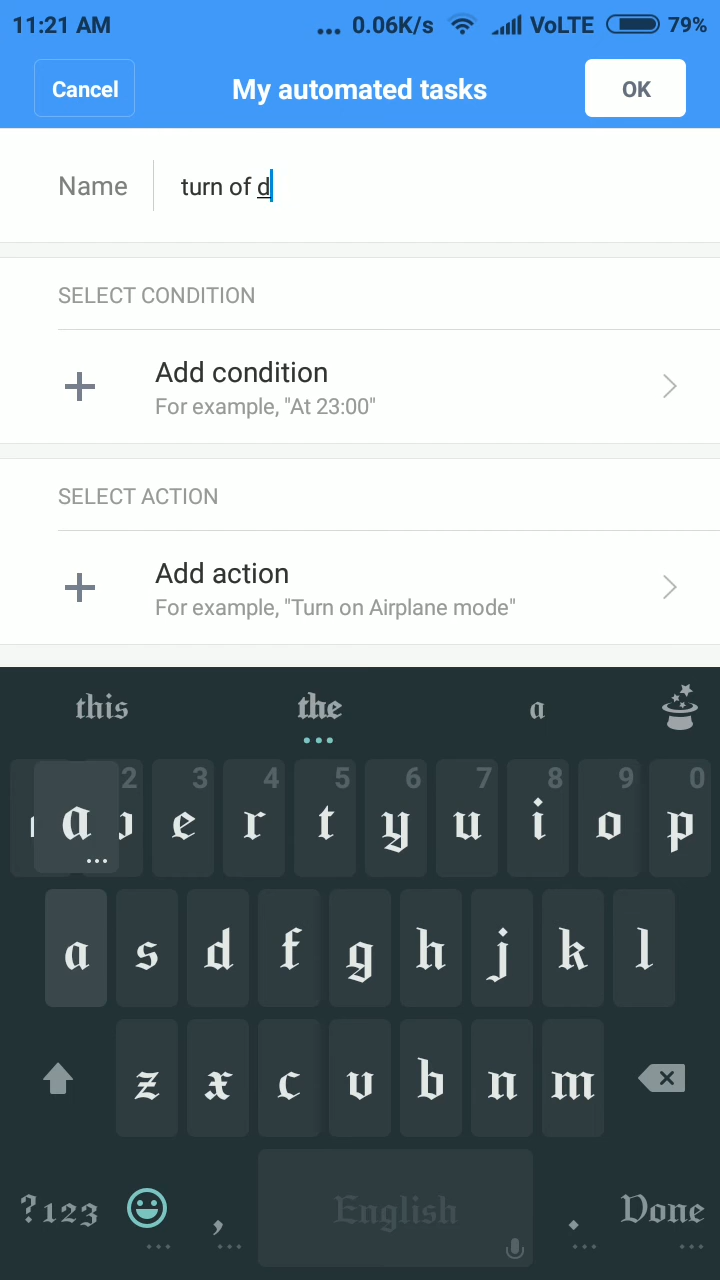 11:21 AM ... 0.06K/s VoLTE 79%
Cancel My automated tasks OK
Name turn of d
SELECT CONDITION
Add condition
For example, "At 23:00"
SELECT ACTION
Add action
For example, "Turn on Airplane mode"
this the a
2 3 4 5 6 7 8 9 0
a e r t y u i o p
a s d f g h j k l
z x c v b n m
?123 , English . Done